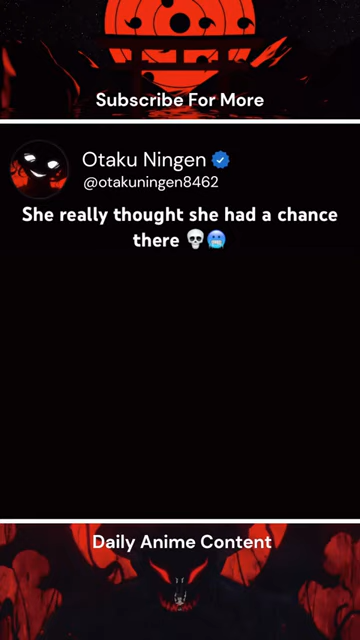 Subscribe For More
Otaku Ningen
@otakuningen8462
She really thought she had a chance
there 💀🥶
Daily Anime Content